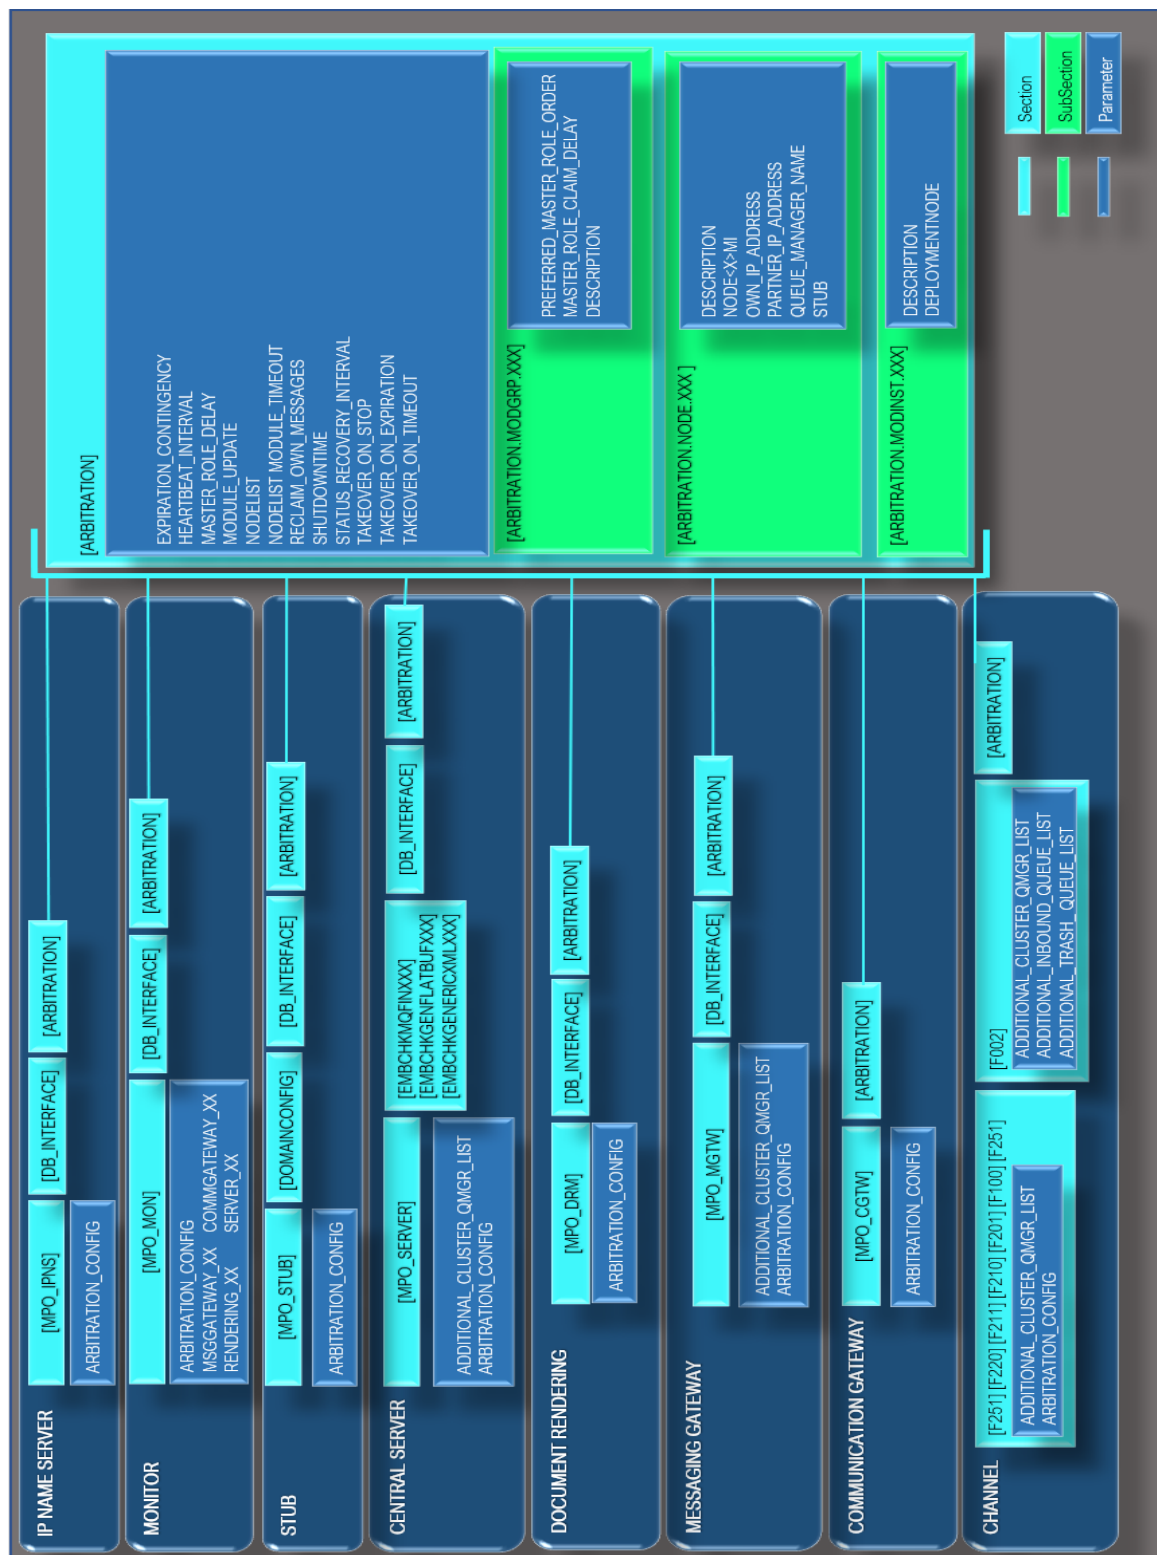 IP NAME SERVER
[MPO_IPNS]
ARBITRATION_CONFIG
[DB_INTERFACE]
[ARBITRATION]
MONITOR
[MPO_MON]
ARBITRATION_CONFIG
MSGGATEWAY_XX COMMGATEWAY_XX
RENDERING_XX SERVER_XX
[DB_INTERFACE]
[ARBITRATION]
STUB
[MPO_STUB]
ARBITRATION_CONFIG
[DOMAINCONFIG]
[DB_INTERFACE]
[ARBITRATION]
CENTRAL SERVER
[MPO_SERVER]
ADDITIONAL_CLUSTER_QMGR_LIST
ARBITRATION_CONFIG
[EMBCHKMQFINXXX]
[EMBCHKGENFLATBUFXXX]
[EMBCHKGENERICXMLXXX]
[DB_INTERFACE]
[ARBITRATION]
DOCUMENT RENDERING
[MPO_DRM]
ARBITRATION_CONFIG
[DB_INTERFACE]
[ARBITRATION]
MESSAGING GATEWAY
[MPO_MGTW]
ADDITIONAL_CLUSTER_QMGR_LIST
ARBITRATION_CONFIG
[DB_INTERFACE]
[ARBITRATION]
COMMUNICATION GATEWAY
[MPO_CGTW]
ARBITRATION_CONFIG
[ARBITRATION]
CHANNEL
[F251] [F220] [F211] [F210] [F201] [F100] [F251]
ADDITIONAL_CLUSTER_QMGR_LIST
ARBITRATION_CONFIG
[F002]
ADDITIONAL_CLUSTER_QMGR_LIST
ADDITIONAL_INBOUND_QUEUE_LIST
ADDITIONAL_TRASH_QUEUE_LIST
[ARBITRATION]
[ARBITRATION]
EXPIRATION_CONTINGENCY
HEARTBEAT_INTERVAL
MASTER_ROLE_DELAY
MODULE_UPDATE
NODELIST
NODELIST MODULE_TIMEOUT
RECLAIM_OWN_MESSAGES
SHUTDOWNTIME
STATUS_RECOVERY_INTERVAL
TAKEOVER_ON_STOP
TAKEOVER_ON_EXPIRATION
TAKEOVER_ON_TIMEOUT
[ARBITRATION.MODGRP.XXX]
PREFERRED_MASTER_ROLE_ORDER
MASTER_ROLE_CLAIM_DELAY
DESCRIPTION
[ARBITRATION.NODE.XXX ]
DESCRIPTION
NODE<X>MI
OWN_IP_ADDRESS
PARTNER_IP_ADDRESS
QUEUE_MANAGER_NAME
STUB
[ARBITRATION.MODINST.XXX]
DESCRIPTION
DEPLOYMENTNODE
Section
SubSection
Parameter